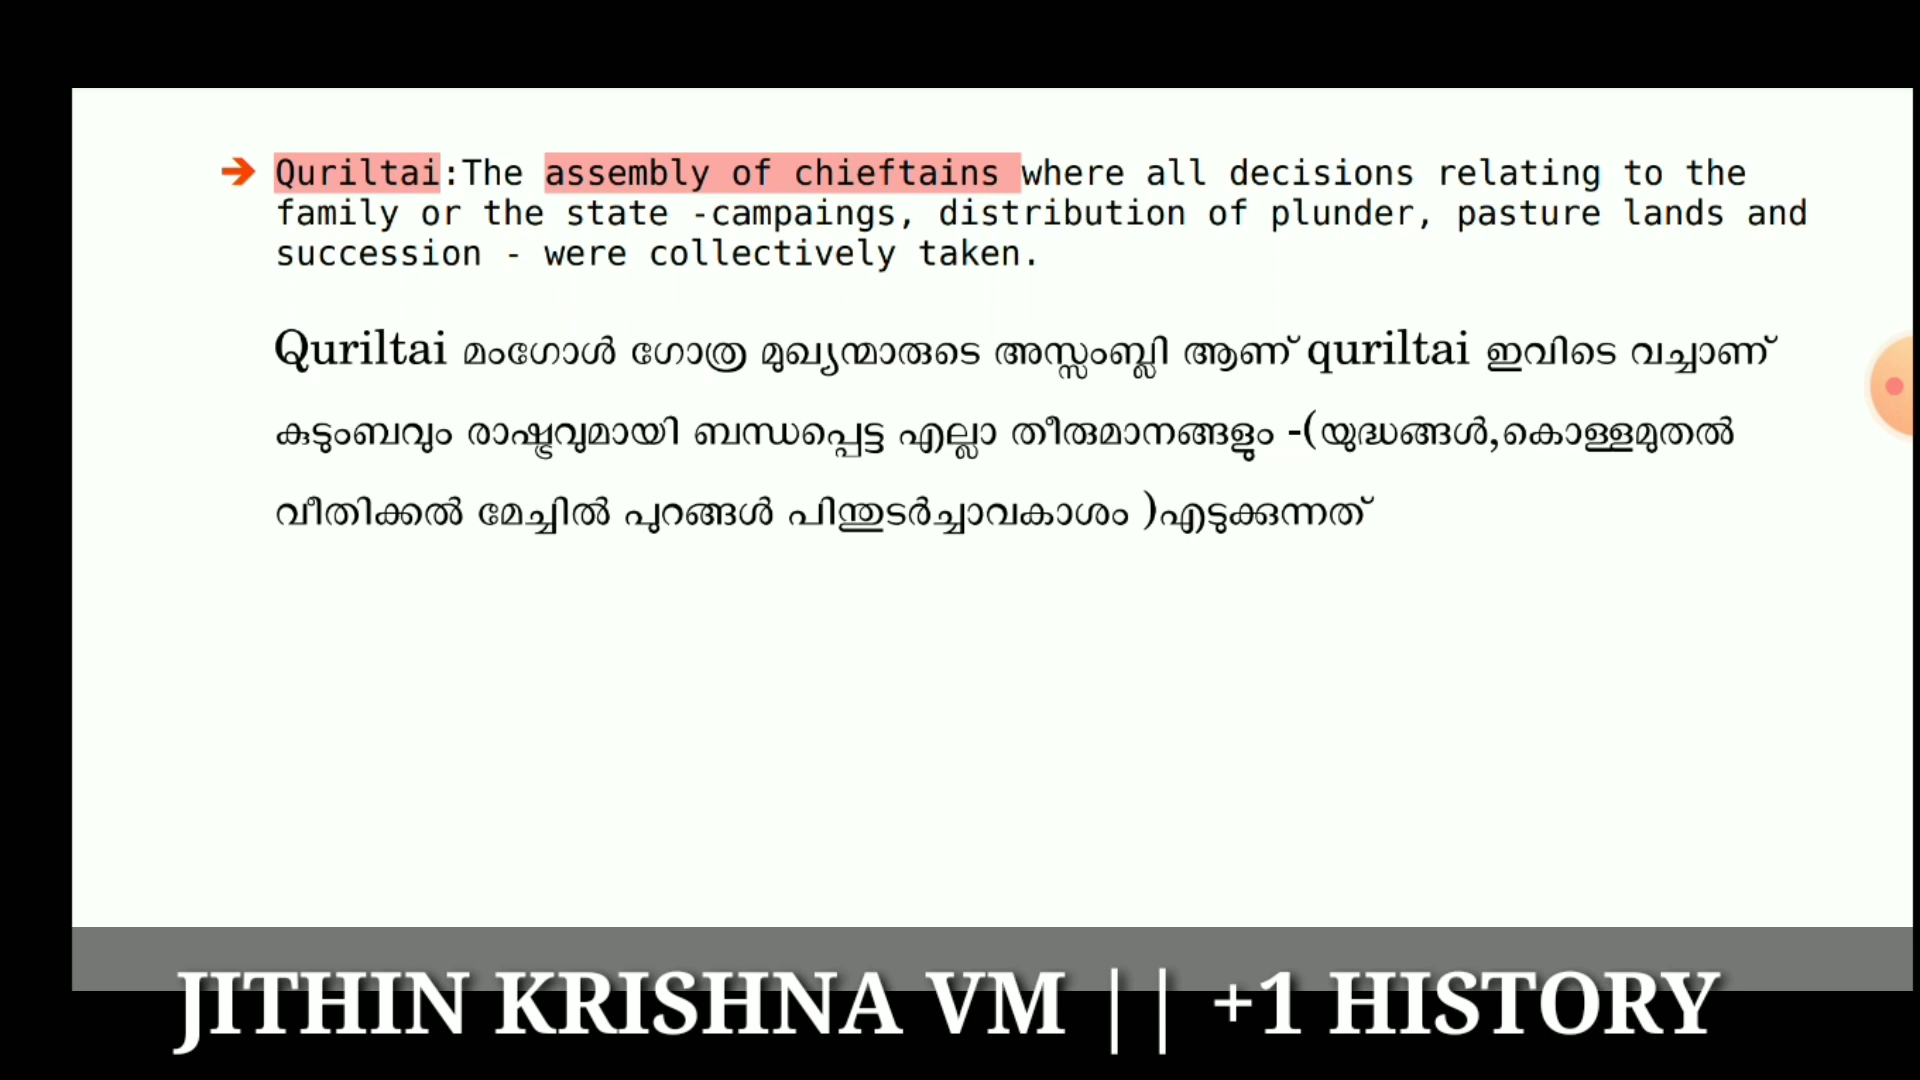 ➔ Quriltai:The assembly of chieftains where all decisions relating to the
family or the state -campaings, distribution of plunder, pasture lands and
succession - were collectively taken.
Quriltai മംഗോൾ ഗോത്ര മുഖ്യന്മാരുടെ അസ്സംബ്ലി ആണ് quriltai ഇവിടെ വച്ചാണ്
കുടുംബവും രാഷ്ട്രവുമായി ബന്ധപ്പെട്ട എല്ലാ തീരുമാനങ്ങളും -(യുദ്ധങ്ങൾ,കൊള്ളമുതൽ
വീതിക്കൽ മേച്ചിൽ പുറങ്ങൾ പിന്തുടർച്ചാവകാശം )എടുക്കുന്നത്
JITHIN KRISHNA VM || +1 HISTORY